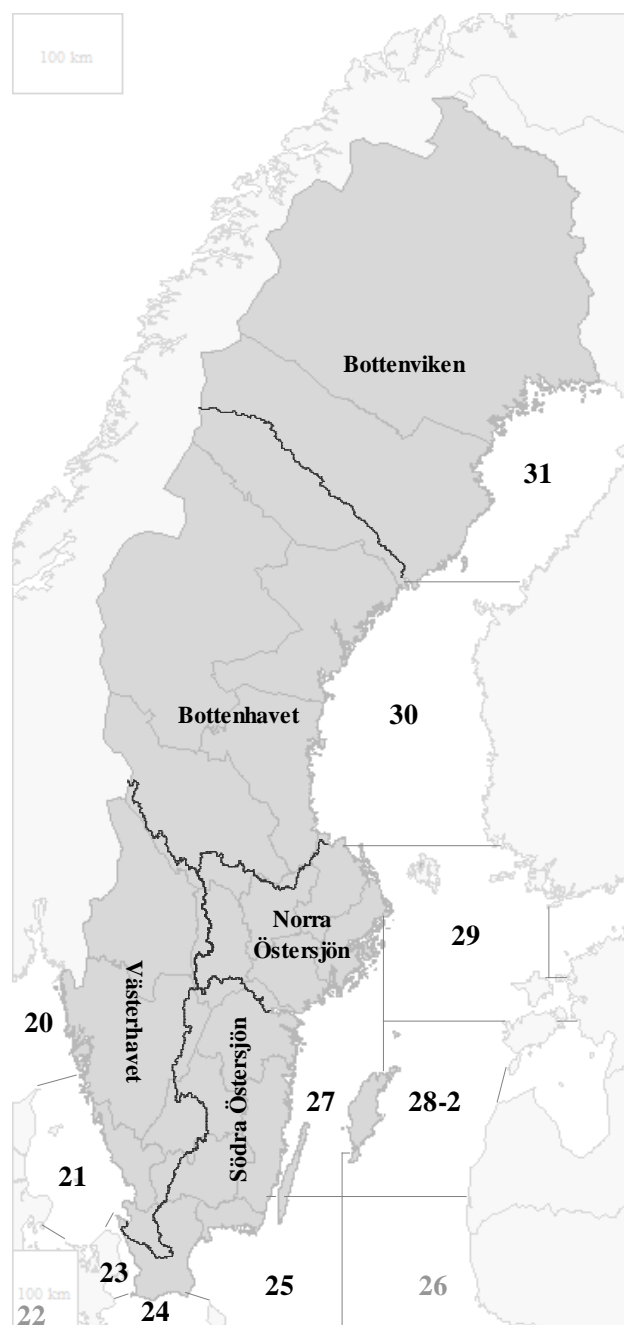 100 km
Bottenviken
31
Bottenhavet
30
Norra
Östersjön
29
Västerhavet
20
Södra Östersjön
27
28-2
21
23
25
26
100 km
22
24